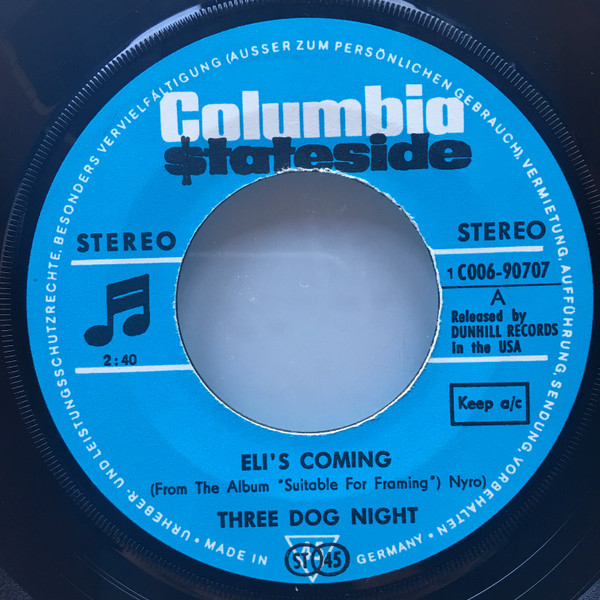 URHEBER- UND LEISTUNGSSCHUTZRECHTE, BESONDERS VERVIELFÄLTIGUNG (AUSSER ZUM PERSÖNLICHEN GEBRAUCH), VERMIETUNG, AUFFÜHRUNG, SENDUNG, VORBEHALTEN
Columbia
stateside
STEREO
STEREO
1 C006-90707
A
Released by
DUNHILL RECORDS
in the USA
2:40
Keep a/c
ELI'S COMING
(From The Album "Suitable For Framing") Nyro)
THREE DOG NIGHT
• MADE IN GERMANY •
ST 45